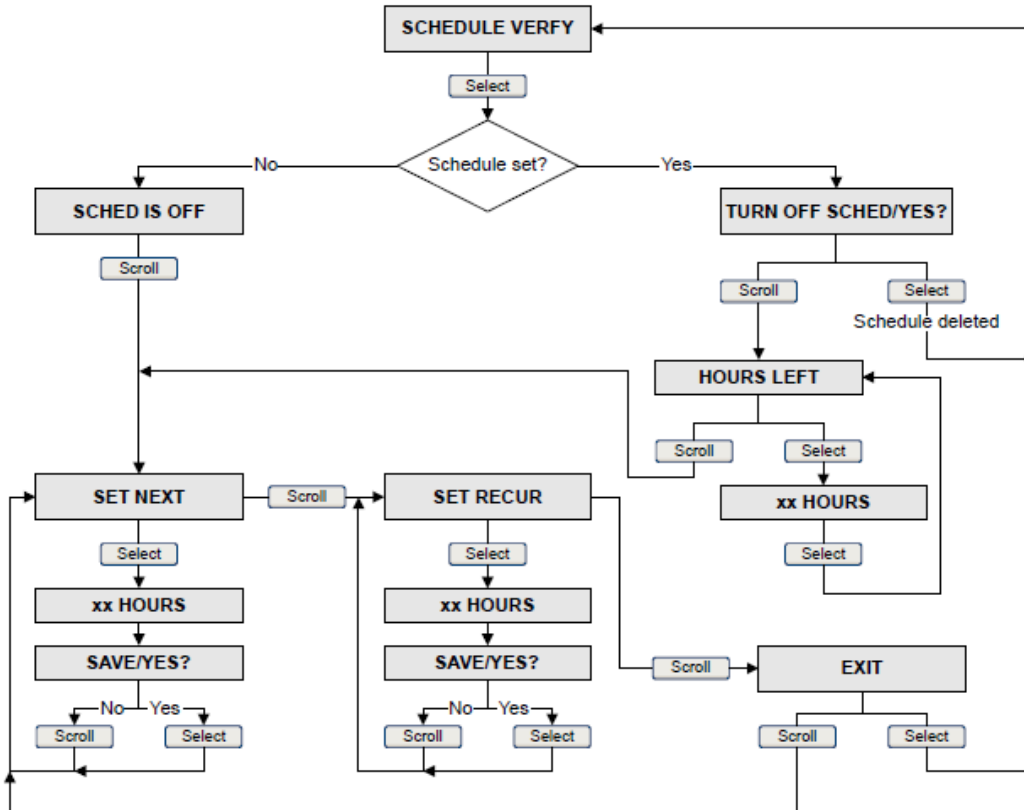 SCHEDULE VERFY
Select
Schedule set?
No
Yes
SCHED IS OFF
TURN OFF SCHED/YES?
Scroll
Scroll
Select
Schedule deleted
HOURS LEFT
Scroll
Select
SET NEXT
Scroll
SET RECUR
xx HOURS
Select
Select
Select
xx HOURS
xx HOURS
SAVE/YES?
SAVE/YES?
Scroll
EXIT
No
Yes
No
Yes
Scroll
Select
Scroll
Select
Scroll
Select